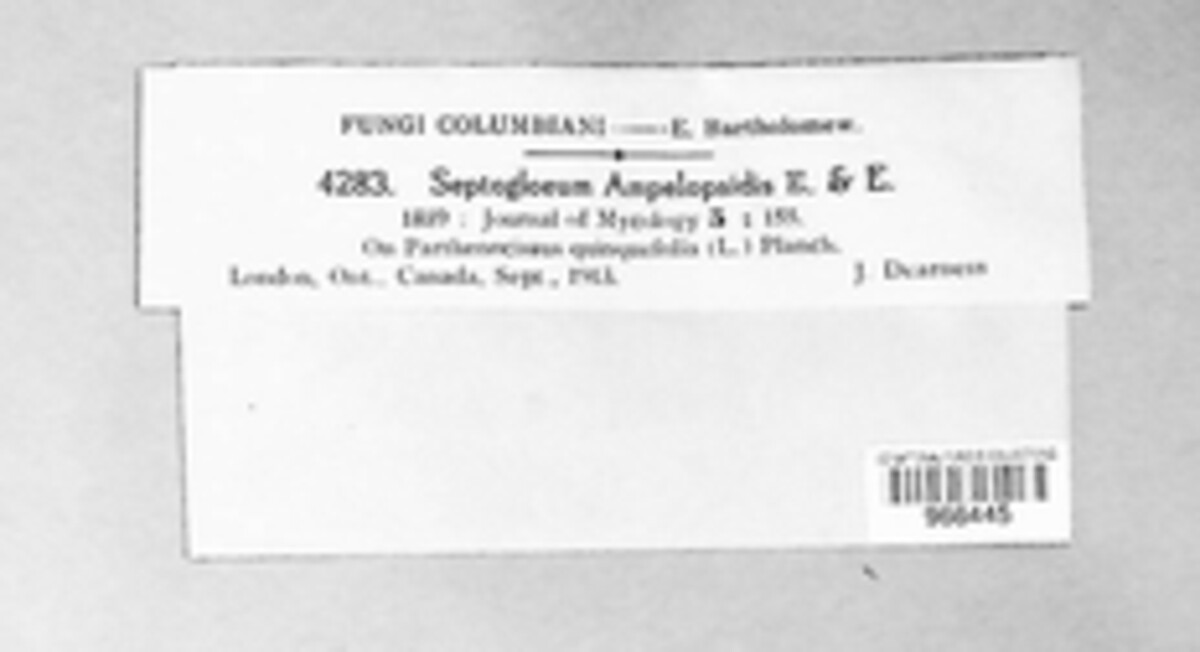 FUNGI COLUMBIANI — E. Bartholomew.
4283. Septogloeum Ampelopsidis E. & E.
1889 : Journal of Mycology 5 : 155.
On Parthenocissus quinquefolia (L.) Planch.
London, Ont., Canada, Sept., 1913. J. Dearness
966445